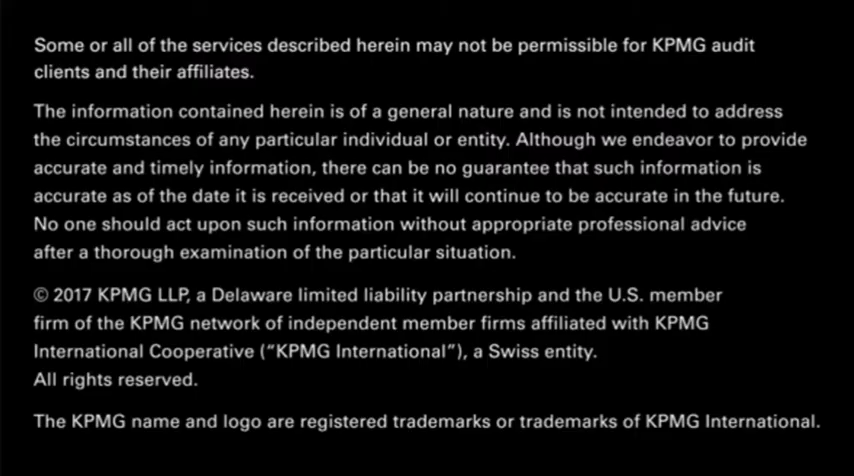 Some or all of the services described herein may not be permissible for KPMG audit
clients and their affiliates.
The information contained herein is of a general nature and is not intended to address
the circumstances of any particular individual or entity. Although we endeavor to provide
accurate and timely information, there can be no guarantee that such information is
accurate as of the date it is received or that it will continue to be accurate in the future.
No one should act upon such information without appropriate professional advice
after a thorough examination of the particular situation.
© 2017 KPMG LLP, a Delaware limited liability partnership and the U.S. member
firm of the KPMG network of independent member firms affiliated with KPMG
International Cooperative (“KPMG International”), a Swiss entity.
All rights reserved.
The KPMG name and logo are registered trademarks or trademarks of KPMG International.